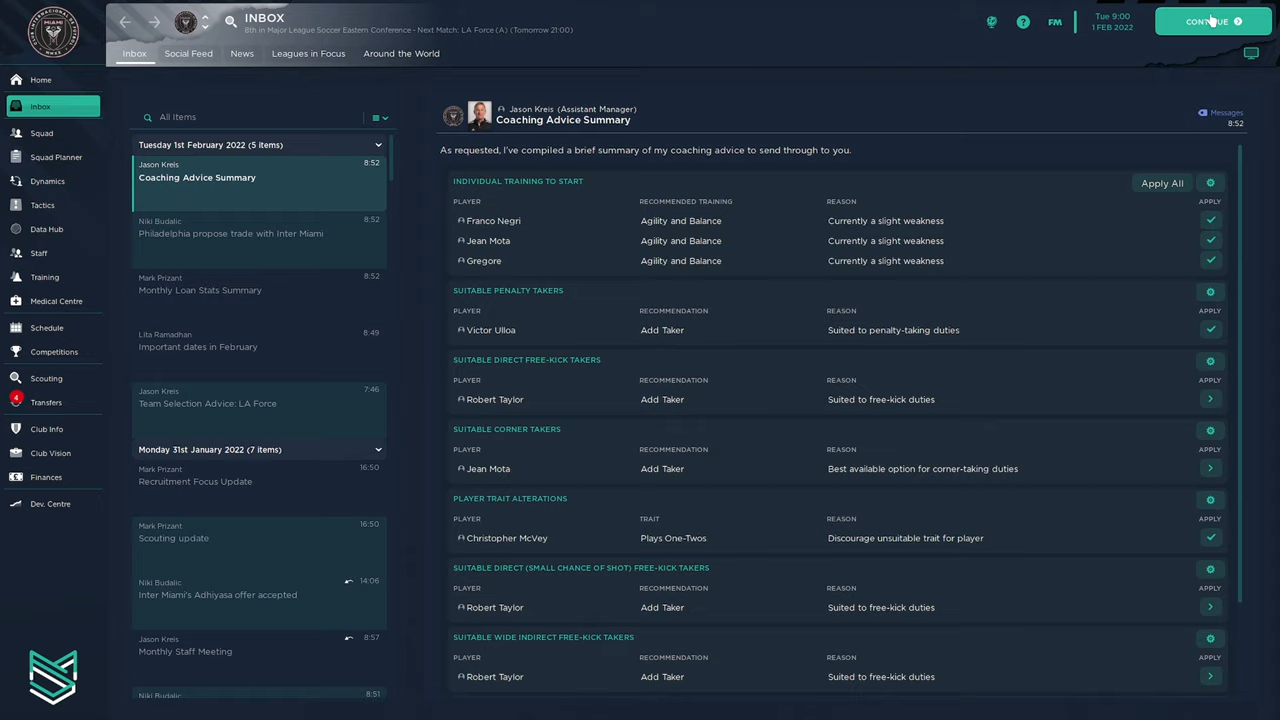 MIAMI
INBOX
8th in Major League Soccer Eastern Conference - Next Match: LA Force (A) (Tomorrow 21:00)
?
FM
Tue 9:00
1 FEB 2022
CONTINUE
Inbox
Social Feed
News
Leagues in Focus
Around the World
Home
Inbox
Squad
Squad Planner
Dynamics
Tactics
Data Hub
Staff
Training
Medical Centre
Schedule
Competitions
Scouting
4
Transfers
Club Info
Club Vision
Finances
Dev. Centre
All Items
Tuesday 1st February 2022 (5 items)
Jason Kreis 8:52
Coaching Advice Summary
Niki Budalic 8:52
Philadelphia propose trade with Inter Miami
Mark Prizant 8:52
Monthly Loan Stats Summary
Lita Ramadhan 8:49
Important dates in February
Jason Kreis 7:46
Team Selection Advice: LA Force
Monday 31st January 2022 (7 items)
Mark Prizant 16:50
Recruitment Focus Update
Mark Prizant 16:50
Scouting update
Niki Budalic 14:06
Inter Miami's Adhiyasa offer accepted
Jason Kreis 8:57
Monthly Staff Meeting
Niki Budalic 8:51
Jason Kreis (Assistant Manager)
Coaching Advice Summary
Messages
8:52
As requested, I've compiled a brief summary of my coaching advice to send through to you.
INDIVIDUAL TRAINING TO START
Apply All
PLAYER RECOMMENDED TRAINING REASON APPLY
Franco Negri Agility and Balance Currently a slight weakness
Jean Mota Agility and Balance Currently a slight weakness
Gregore Agility and Balance Currently a slight weakness
SUITABLE PENALTY TAKERS
PLAYER RECOMMENDATION REASON APPLY
Victor Ulloa Add Taker Suited to penalty-taking duties
SUITABLE DIRECT FREE-KICK TAKERS
PLAYER RECOMMENDATION REASON APPLY
Robert Taylor Add Taker Suited to free-kick duties
SUITABLE CORNER TAKERS
PLAYER RECOMMENDATION REASON APPLY
Jean Mota Add Taker Best available option for corner-taking duties
PLAYER TRAIT ALTERATIONS
PLAYER TRAIT REASON APPLY
Christopher McVey Plays One-Twos Discourage unsuitable trait for player
SUITABLE DIRECT (SMALL CHANCE OF SHOT) FREE-KICK TAKERS
PLAYER RECOMMENDATION REASON APPLY
Robert Taylor Add Taker Suited to free-kick duties
SUITABLE WIDE INDIRECT FREE-KICK TAKERS
PLAYER RECOMMENDATION REASON APPLY
Robert Taylor Add Taker Suited to free-kick duties